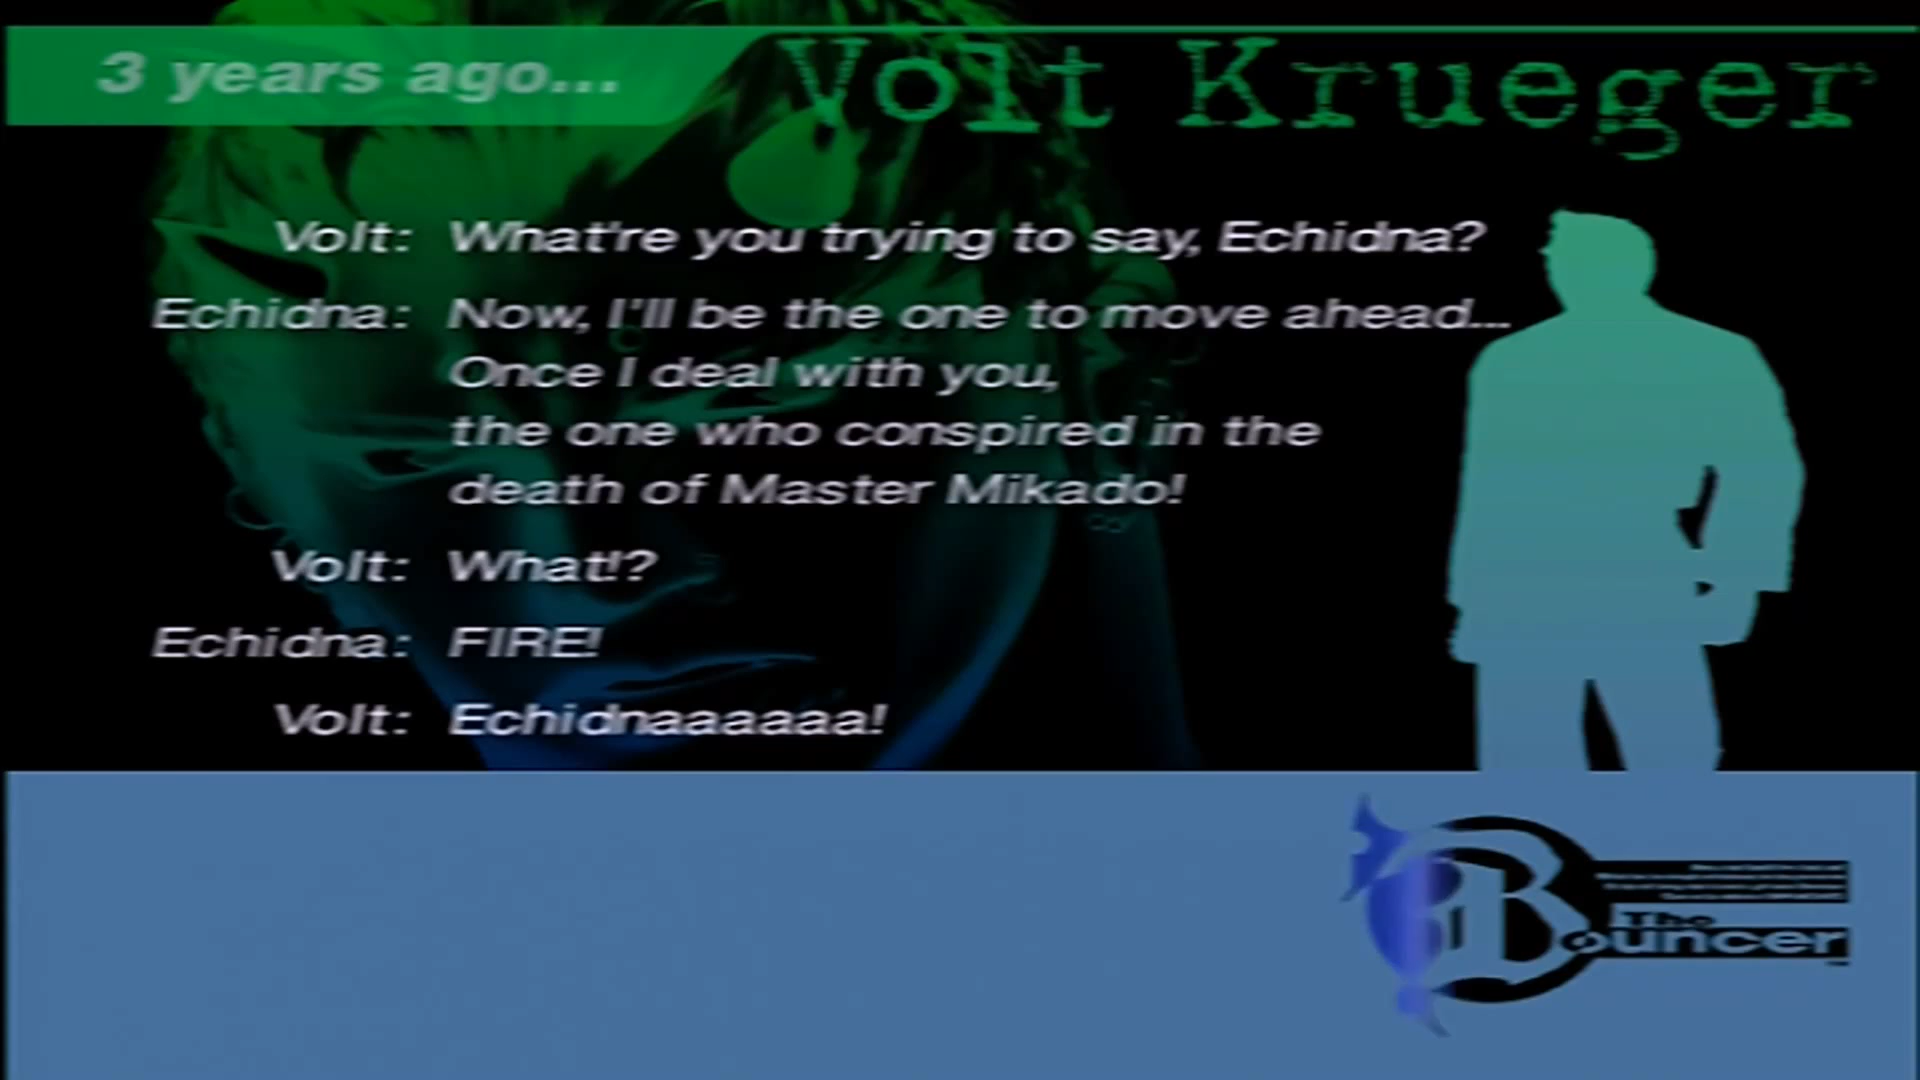 3 years ago...
Volt Krueger
Volt: What're you trying to say, Echidna?
Echidna: Now, I'll be the one to move ahead...
Once I deal with you,
the one who conspired in the
death of Master Mikado!
Volt: What!?
Echidna: FIRE!
Volt: Echidnaaaaaa!
The
Bouncer